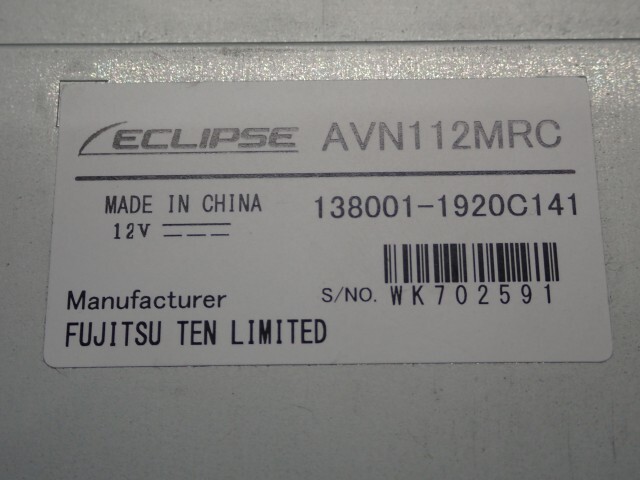 ECLIPSE AVN112MRC
MADE IN CHINA 138001-1920C141
12V
Manufacturer S/NO. WK702591
FUJITSU TEN LIMITED